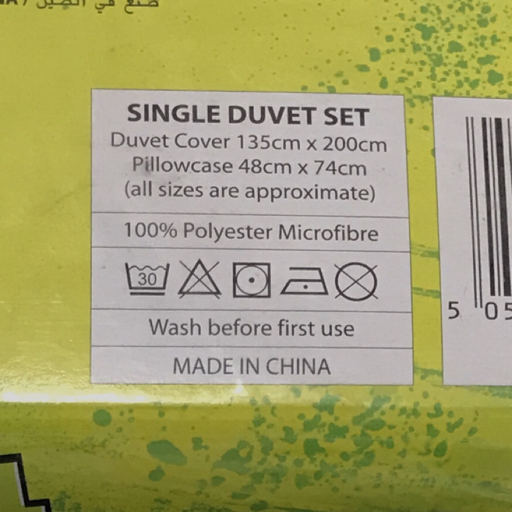 صنع في الصين /
SINGLE DUVET SET
Duvet Cover 135cm x 200cm
Pillowcase 48cm x 74cm
(all sizes are approximate)
100% Polyester Microfibre
30
Wash before first use
MADE IN CHINA
5 05